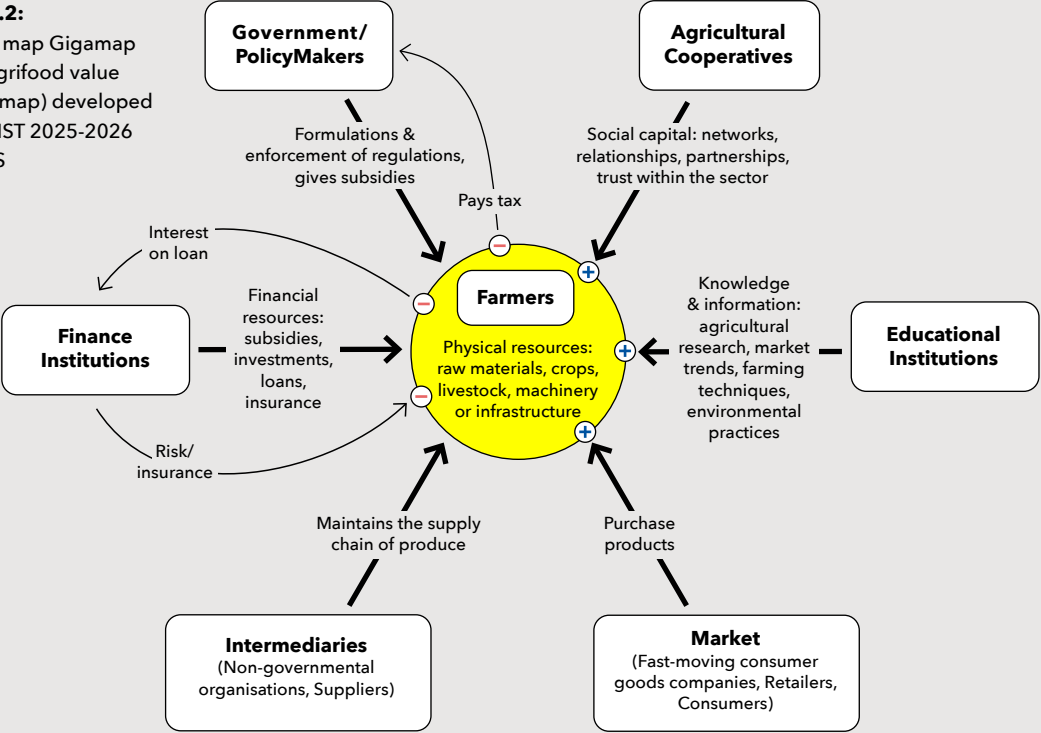 .2:
map Gigamap
grifood value
map) developed
IST 2025-2026
S
Government/
PolicyMakers
Agricultural
Cooperatives
Formulations &
enforcement of regulations,
gives subsidies
Social capital: networks,
relationships, partnerships,
trust within the sector
Pays tax
Interest
on loan
Farmers
Physical resources:
raw materials, crops,
livestock, machinery
or infrastructure
Finance
Institutions
Financial
resources:
subsidies,
investments,
loans,
insurance
Knowledge
& information:
agricultural
research, market
trends, farming
techniques,
environmental
practices
Educational
Institutions
Risk/
insurance
Maintains the supply
chain of produce
Purchase
products
Intermediaries
(Non-governmental
organisations, Suppliers)
Market
(Fast-moving consumer
goods companies, Retailers,
Consumers)